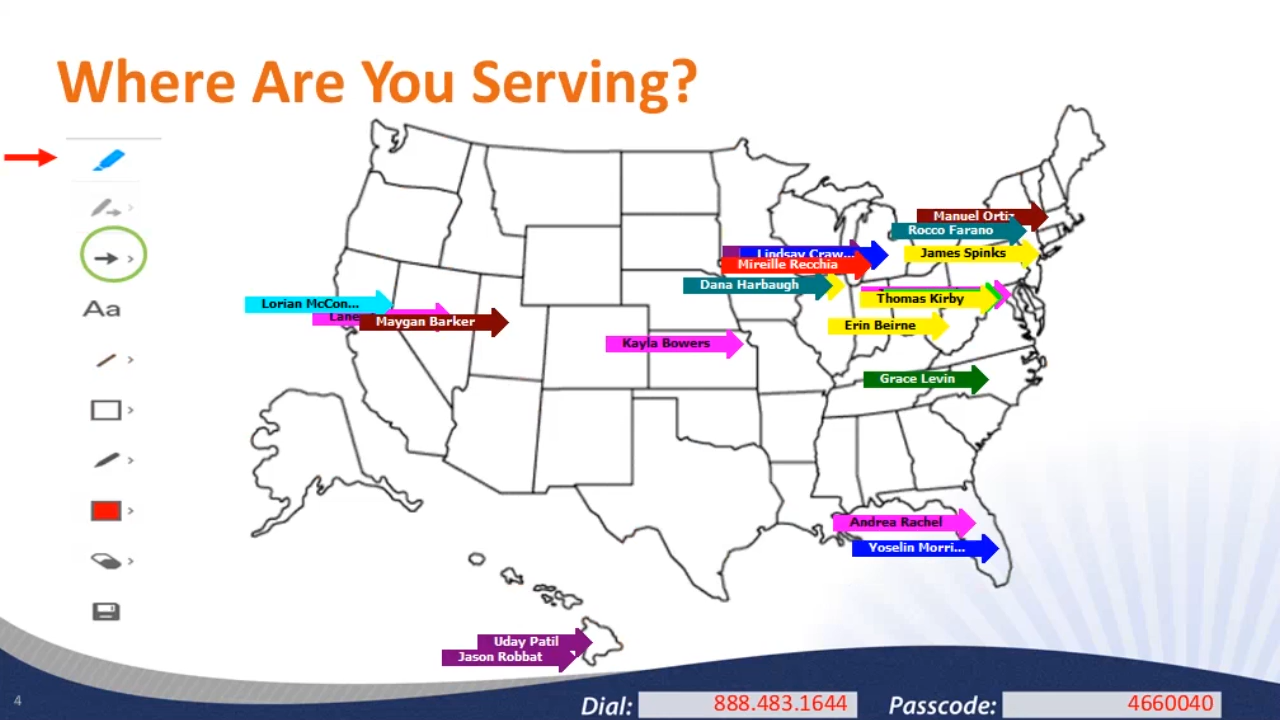 Where Are You Serving?
Manuel Ortiz
Rocco Farano
James Spinks
Lindsay Craw...
Mireille Recchia
Dana Harbaugh
Thomas Kirby
Lorian McCon...
Maygan Barker
Erin Beirne
Kayla Bowers
Grace Levin
Aa
Andrea Rachel
Yoselin Morri...
Uday Patil
Jason Robbat
4
Dial: 888.483.1644 Passcode: 4660040